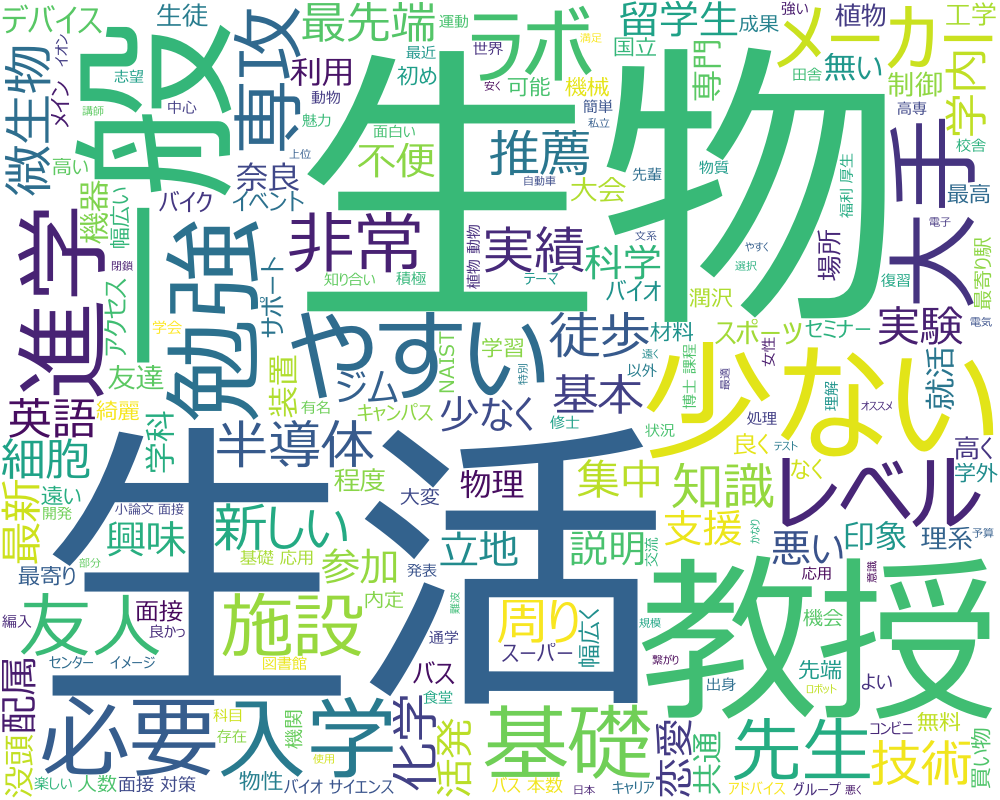 デバイス
生徒
一般
専攻
最先端
運動
世界
満足
ラボ
留学生
成果
強い
植物
工学
メーカー
国立
田舎
無い
制御
微生物
メイン
イオン
志望
講師
中心
利用
動物
魅力
最近
初め
安く
可能
機械
簡単
私立
専門
高専
学内
校舎
生物
面白い
不便
推薦
先輩
物質
大手
福利 厚生
最高
高い
奈良
上位
自動車
大会
バイク
イベント
機器
幅広い
進学
勉強
非常
実績
植物 動物
文系
科学
バイオ
やすく
選択
場所
電子
電気
最寄り駅
閉鎖
アクセス
サポート
知り合い
積極
テーマ
潤沢
復習
学会
友達
やすい
徒歩
材料
スポーツ
セミナー
実験
英語
綺麗
装置
ジム
NAIST
学習
特別
遠く
以外
博士 課程
最適
女性
理解
オススメ
就活
少ない
有名
キャンパス
少なく
基本
細胞
学科
半導体
修士
状況
処理
良く
テスト
なく
高く
学外
レベル
最新
遠い
開発
小論文 面接
程度
大変
物理
集中
知識
興味
新しい
立地
説明
支援
交流
かなり
悪い
印象
理系
予算
最寄り
部分
基礎 応用
参加
発表
応用
意識
生活
教授
編入
友人
面接
良かっ
施設
内定
難波
周り
規模
機会
通学
スーパー
幅広く
繋がり
先端
よい
配属
センター
イメージ
図書館
バス
食堂
出身
ロボット
必要
入学
科目
存在
機関
化学
活発
基礎
恋愛
共通
先生
コンビニ
無料
技術
買い物
没頭
楽しい
人数
面接 対策
物性
使用
バイオ サイエンス
バス 本数
日本
キャリア
アドバイス
グループ
悪く